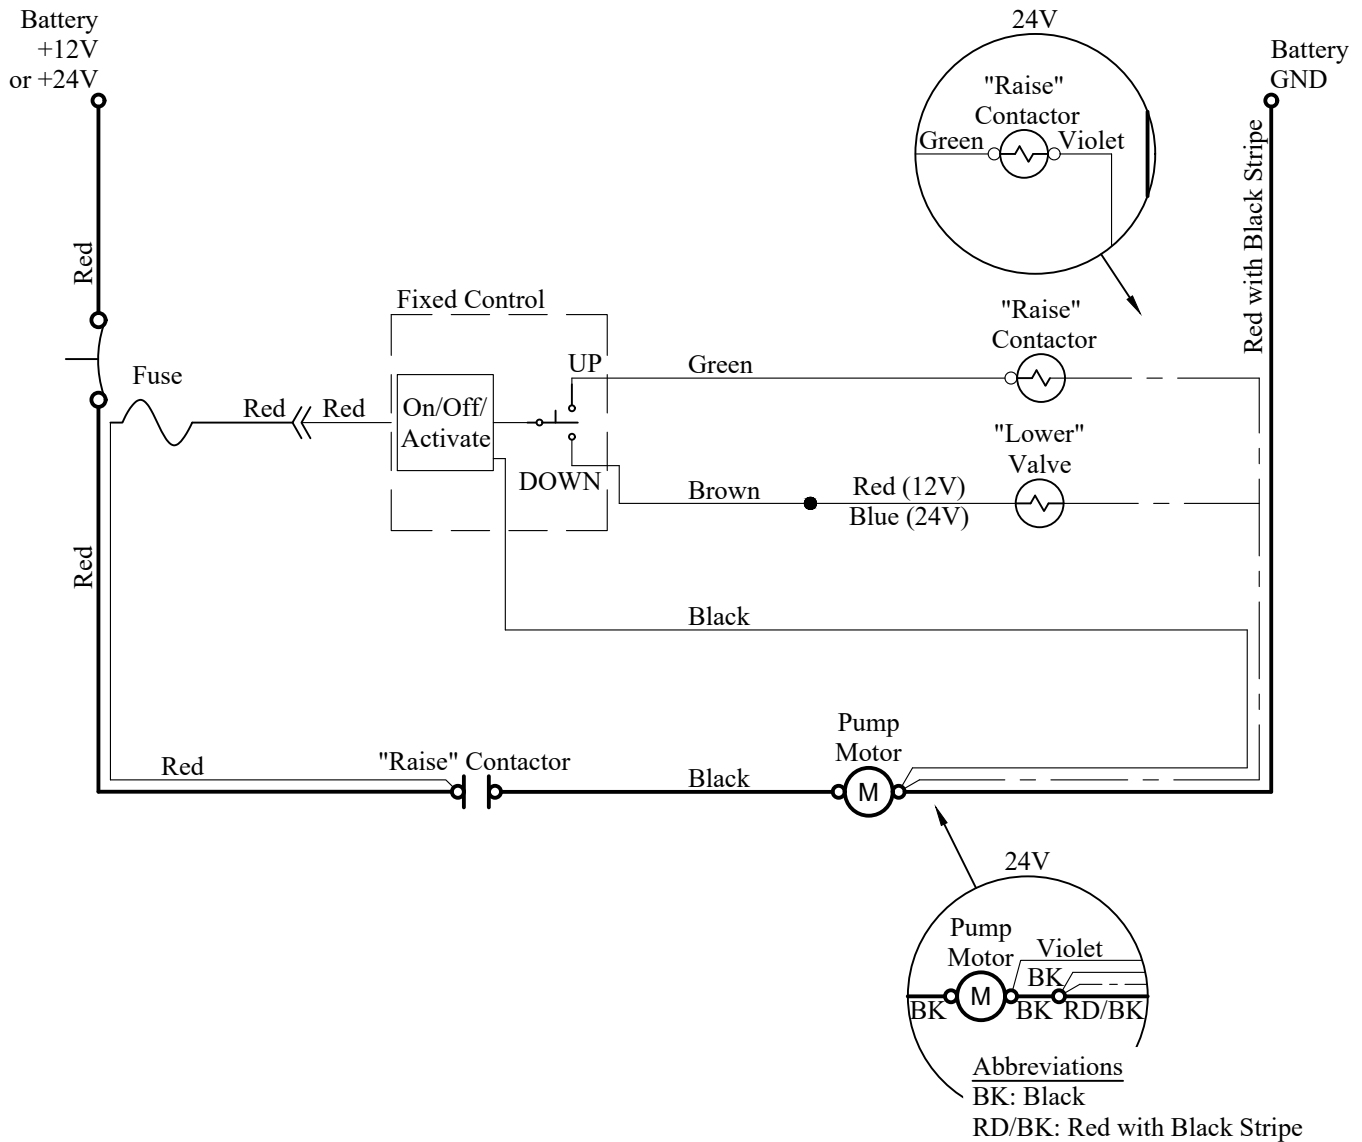 Battery
+12V
or +24V
24V
Battery
GND
"Raise"
Contactor
Green
Violet
Red with Black Stripe
Red
Fixed Control
"Raise"
Contactor
UP
Green
Fuse
Red
Red
On/Off/
Activate
"Lower"
Valve
DOWN
Brown
Red (12V)
Blue (24V)
Red
Black
Pump
Motor
Red
"Raise" Contactor
Black
M
24V
Pump
Motor
Violet
BK
M
BK
BK
RD/BK
Abbreviations
BK: Black
RD/BK: Red with Black Stripe